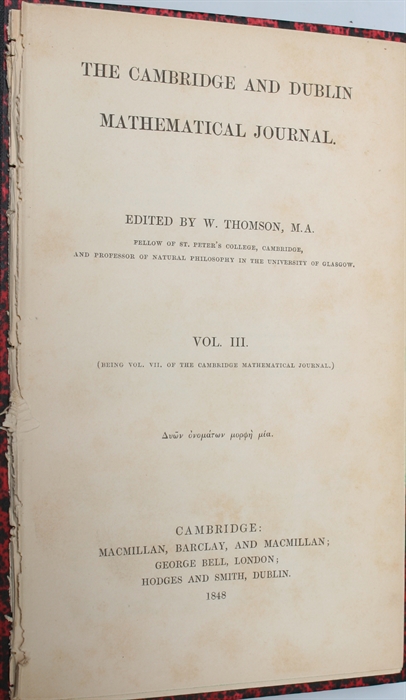 THE CAMBRIDGE AND DUBLIN
MATHEMATICAL JOURNAL.
EDITED BY W. THOMSON, M.A.
FELLOW OF ST. PETER'S COLLEGE, CAMBRIDGE,
AND PROFESSOR OF NATURAL PHILOSOPHY IN THE UNIVERSITY OF GLASGOW.
VOL. III.
(BEING VOL. VII. OF THE CAMBRIDGE MATHEMATICAL JOURNAL.)
Δυῶν ὀνομάτων μορφὴ μία.
CAMBRIDGE:
MACMILLAN, BARCLAY, AND MACMILLAN;
GEORGE BELL, LONDON;
HODGES AND SMITH, DUBLIN.
1848